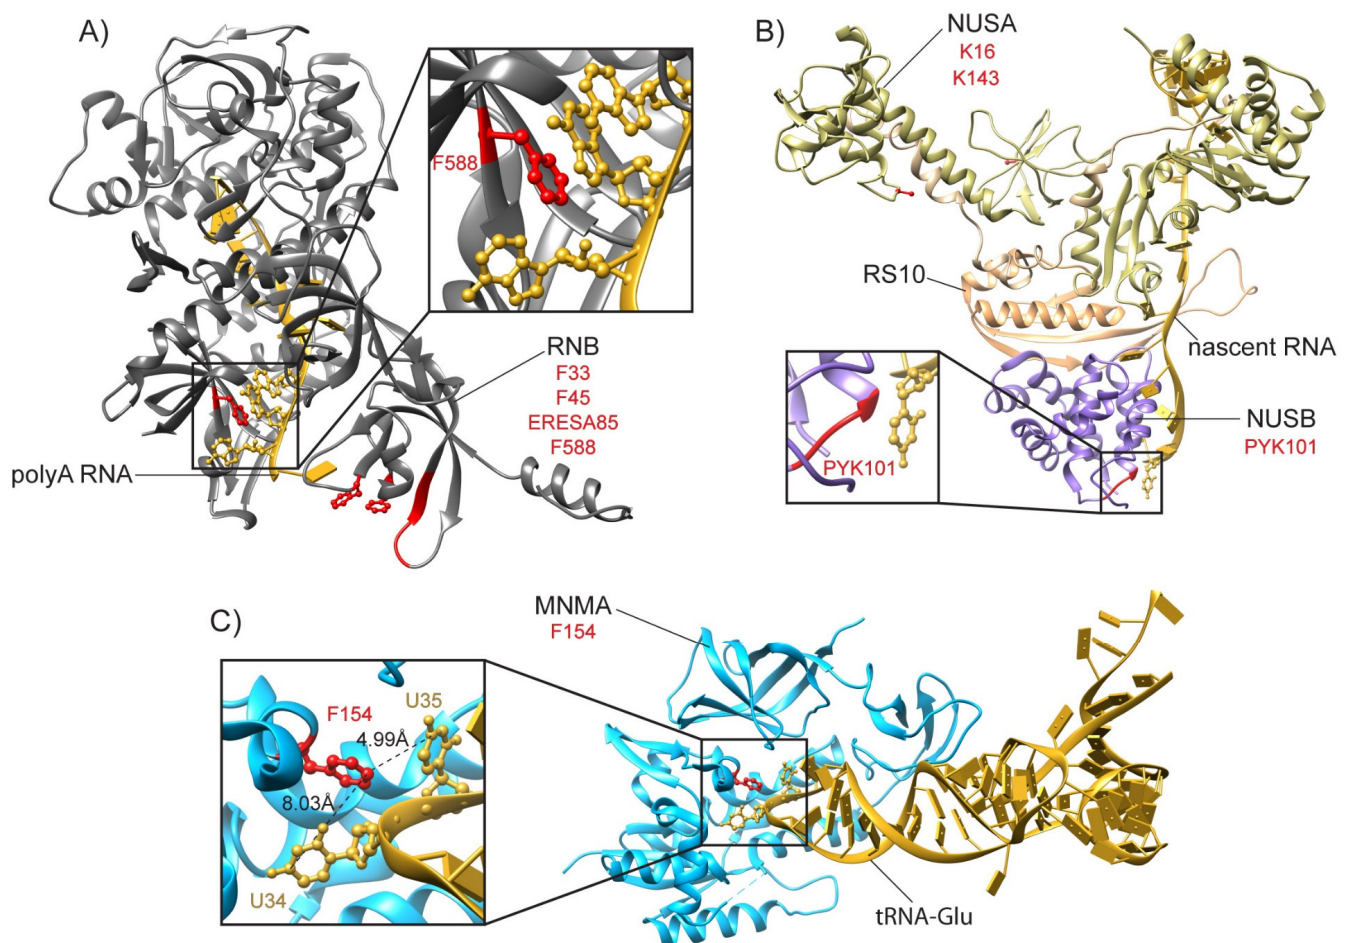 A)
F588
RNB
F33
F45
ERESA85
F588
polyA RNA
B)
NUSA
K16
K143
RS10
nascent RNA
NUSB
PYK101
PYK101
C)
MNMA
F154
U35
F154
4.99Å
8.03Å
U34
tRNA-Glu